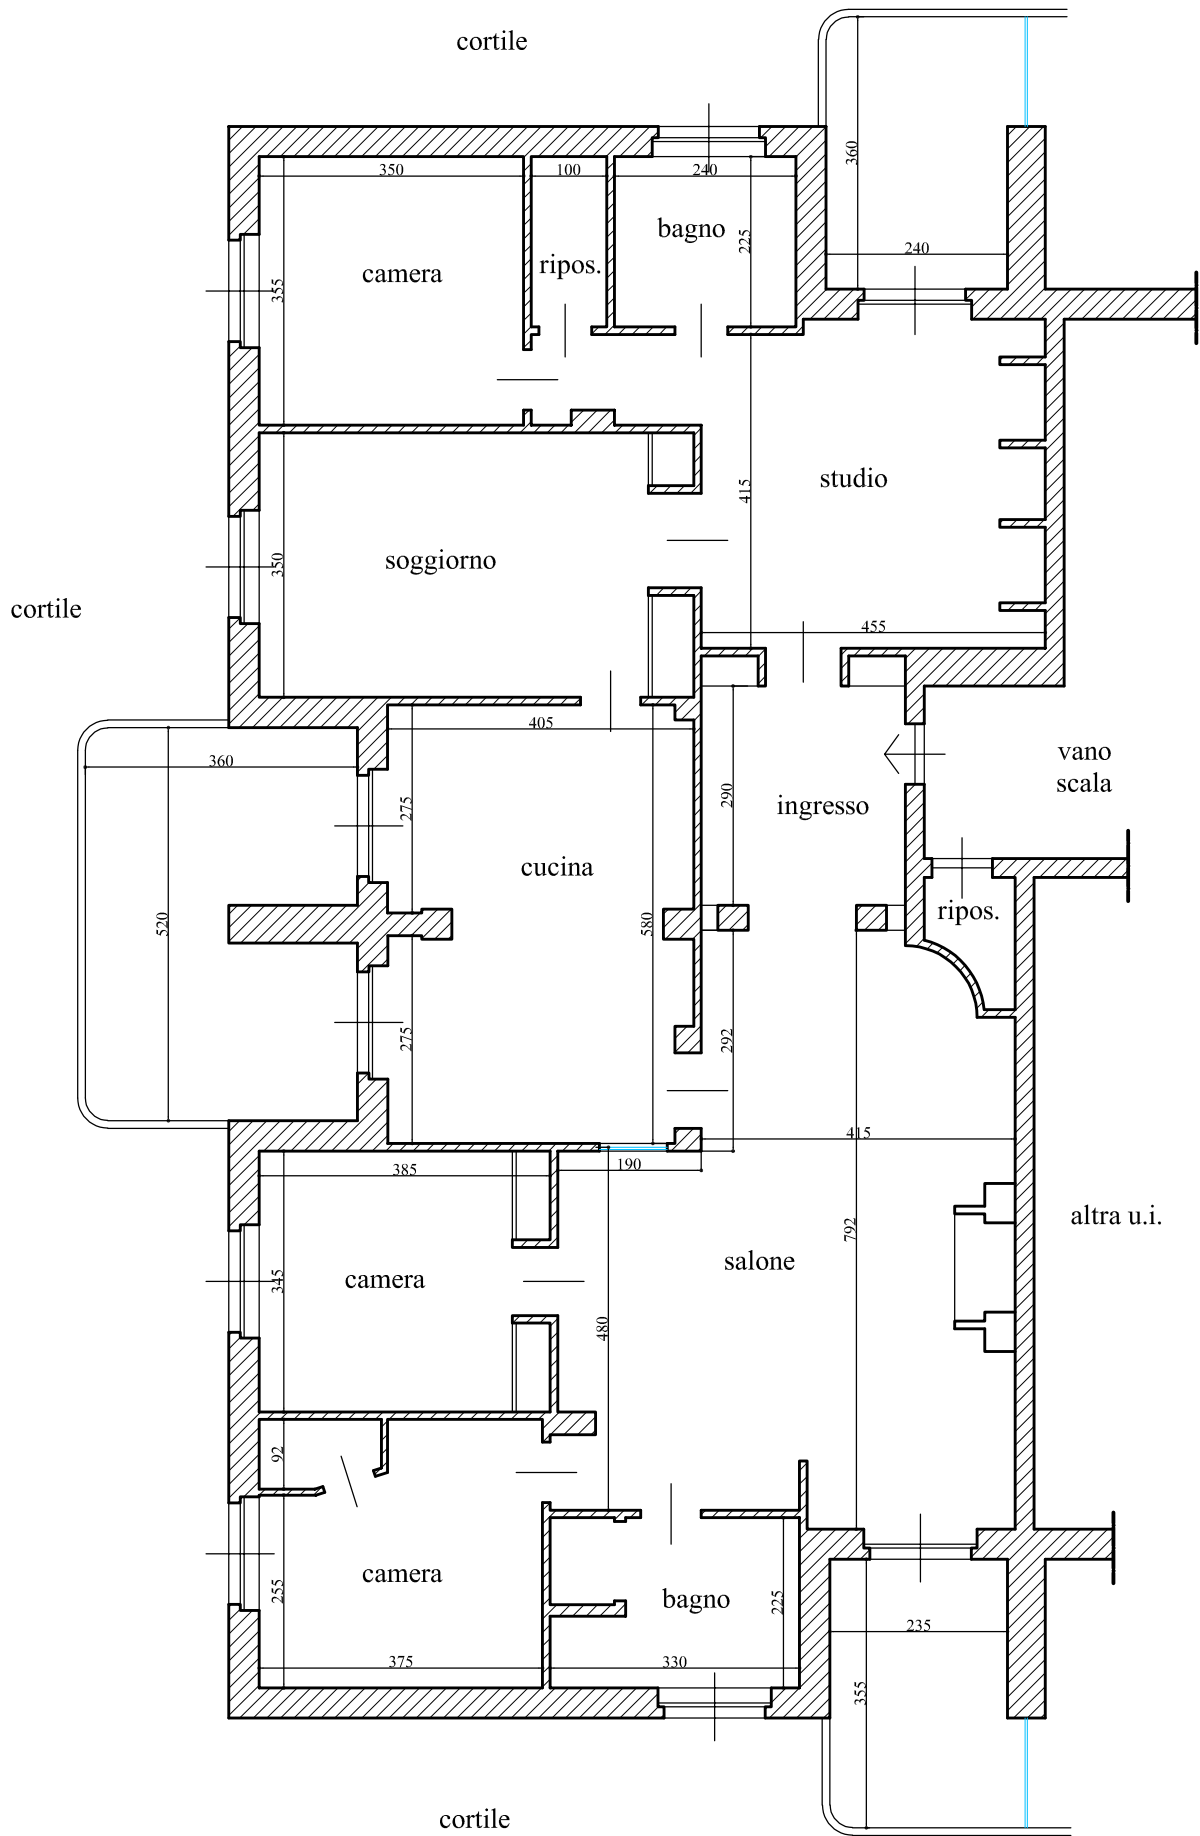 cortile
360
350
100
240
bagno
225
240
ripos.
camera
355
studio
415
soggiorno
350
cortile
455
405
360
vano
scala
275
290
ingresso
cucina
ripos.
520
580
275
292
415
190
385
altra u.i.
792
salone
camera
345
480
92
camera
255
bagno
225
235
375
330
355
cortile